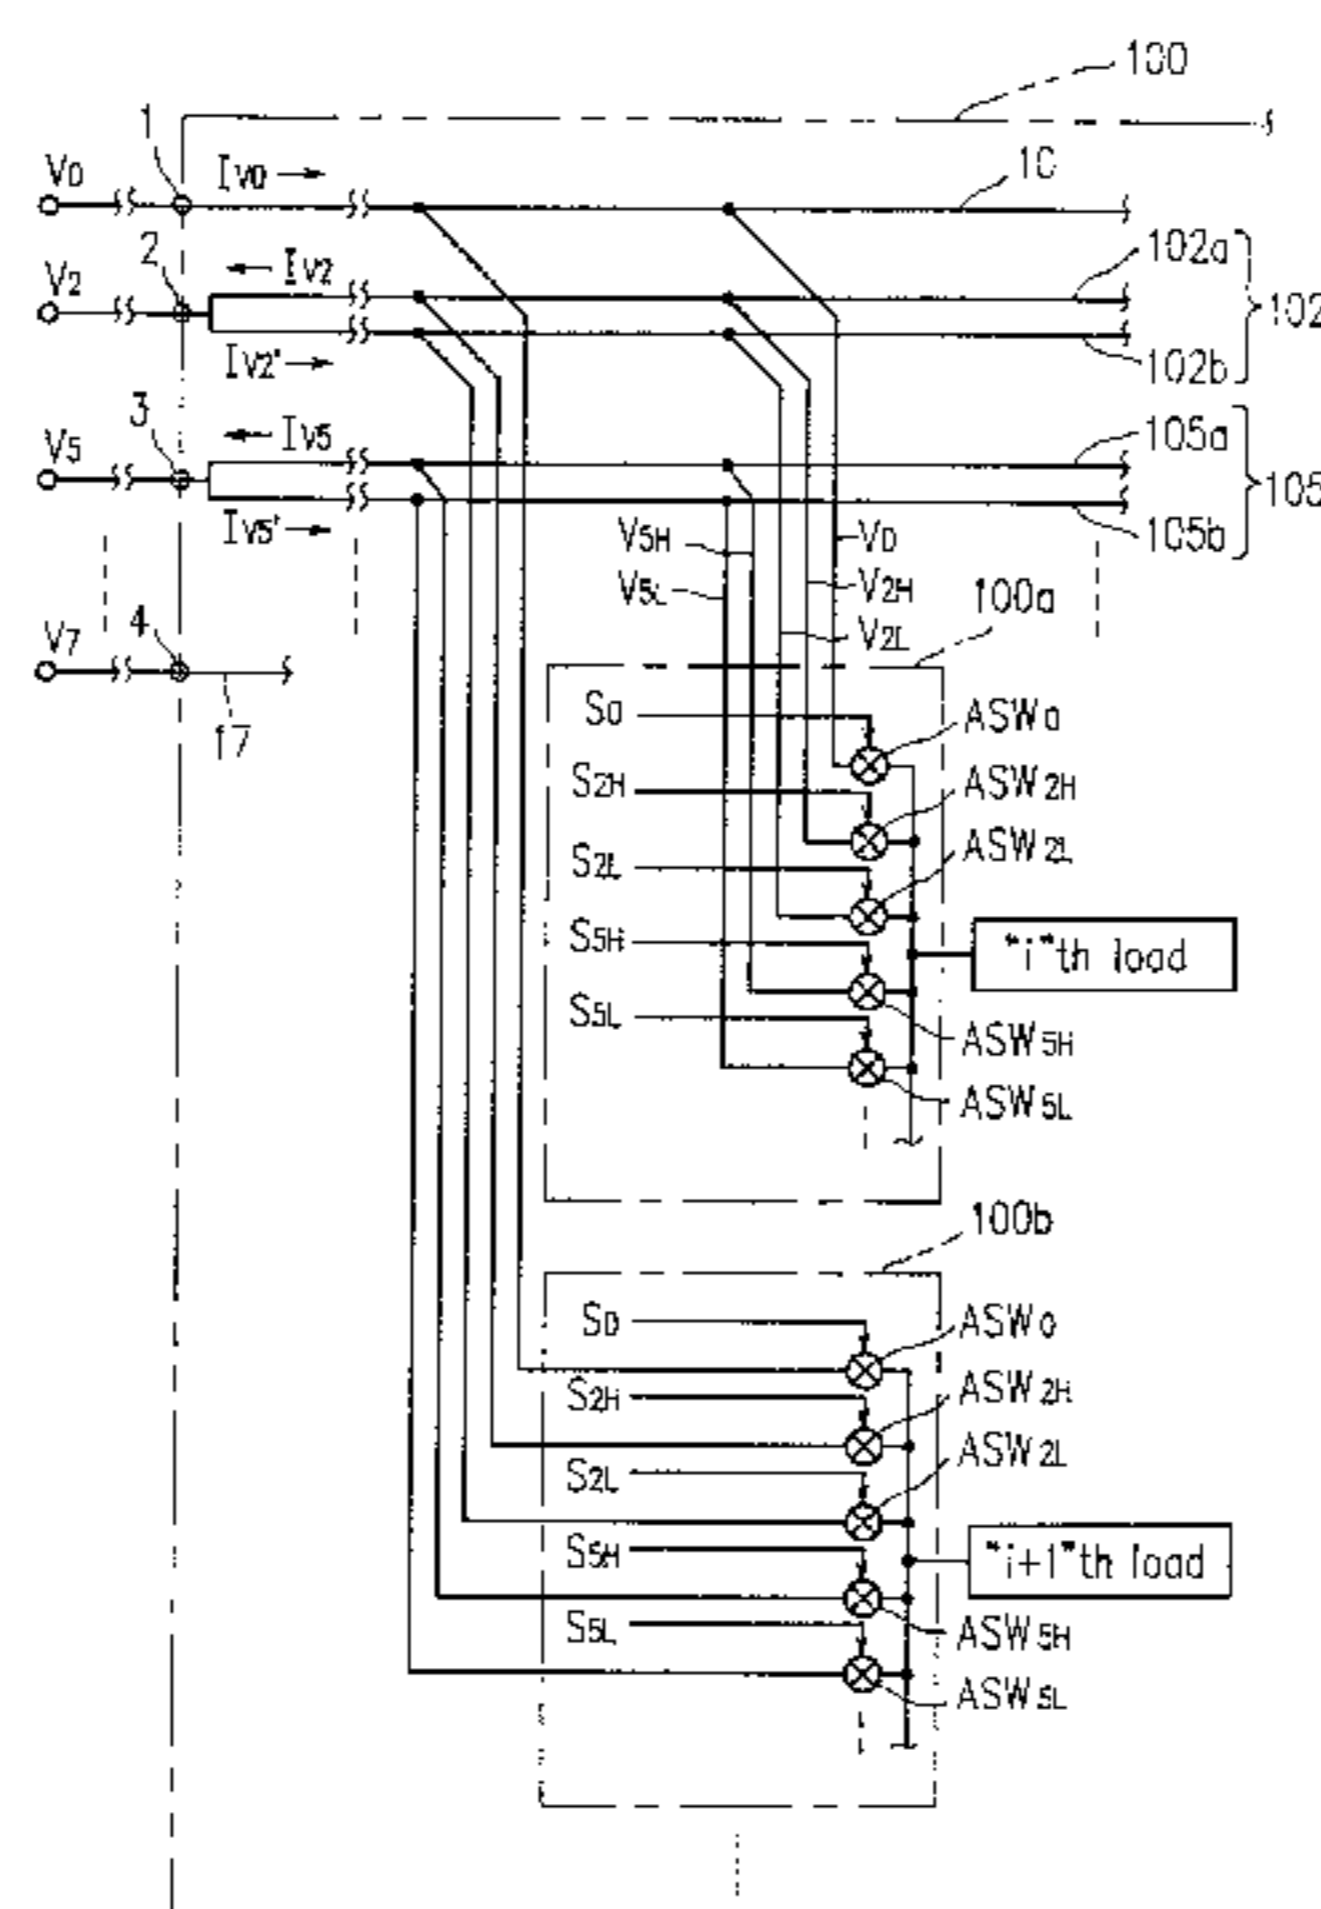 100
1
V0
Iv0
10
2
V2
Iv2
102a
102
Iv2'
102b
3
V5
Iv5
105a
105
Iv5'
105b
V5H
V0
V5L
V2H
V2L
100a
V7
4
f7
S0
ASW0
S2H
ASW2H
S2L
ASW2L
S5H
"i"th load
S5L
ASW5H
ASW5L
100b
S0
ASW0
S2H
ASW2H
S2L
ASW2L
S5H
"i+1"th load
S5L
ASW5H
ASW5L